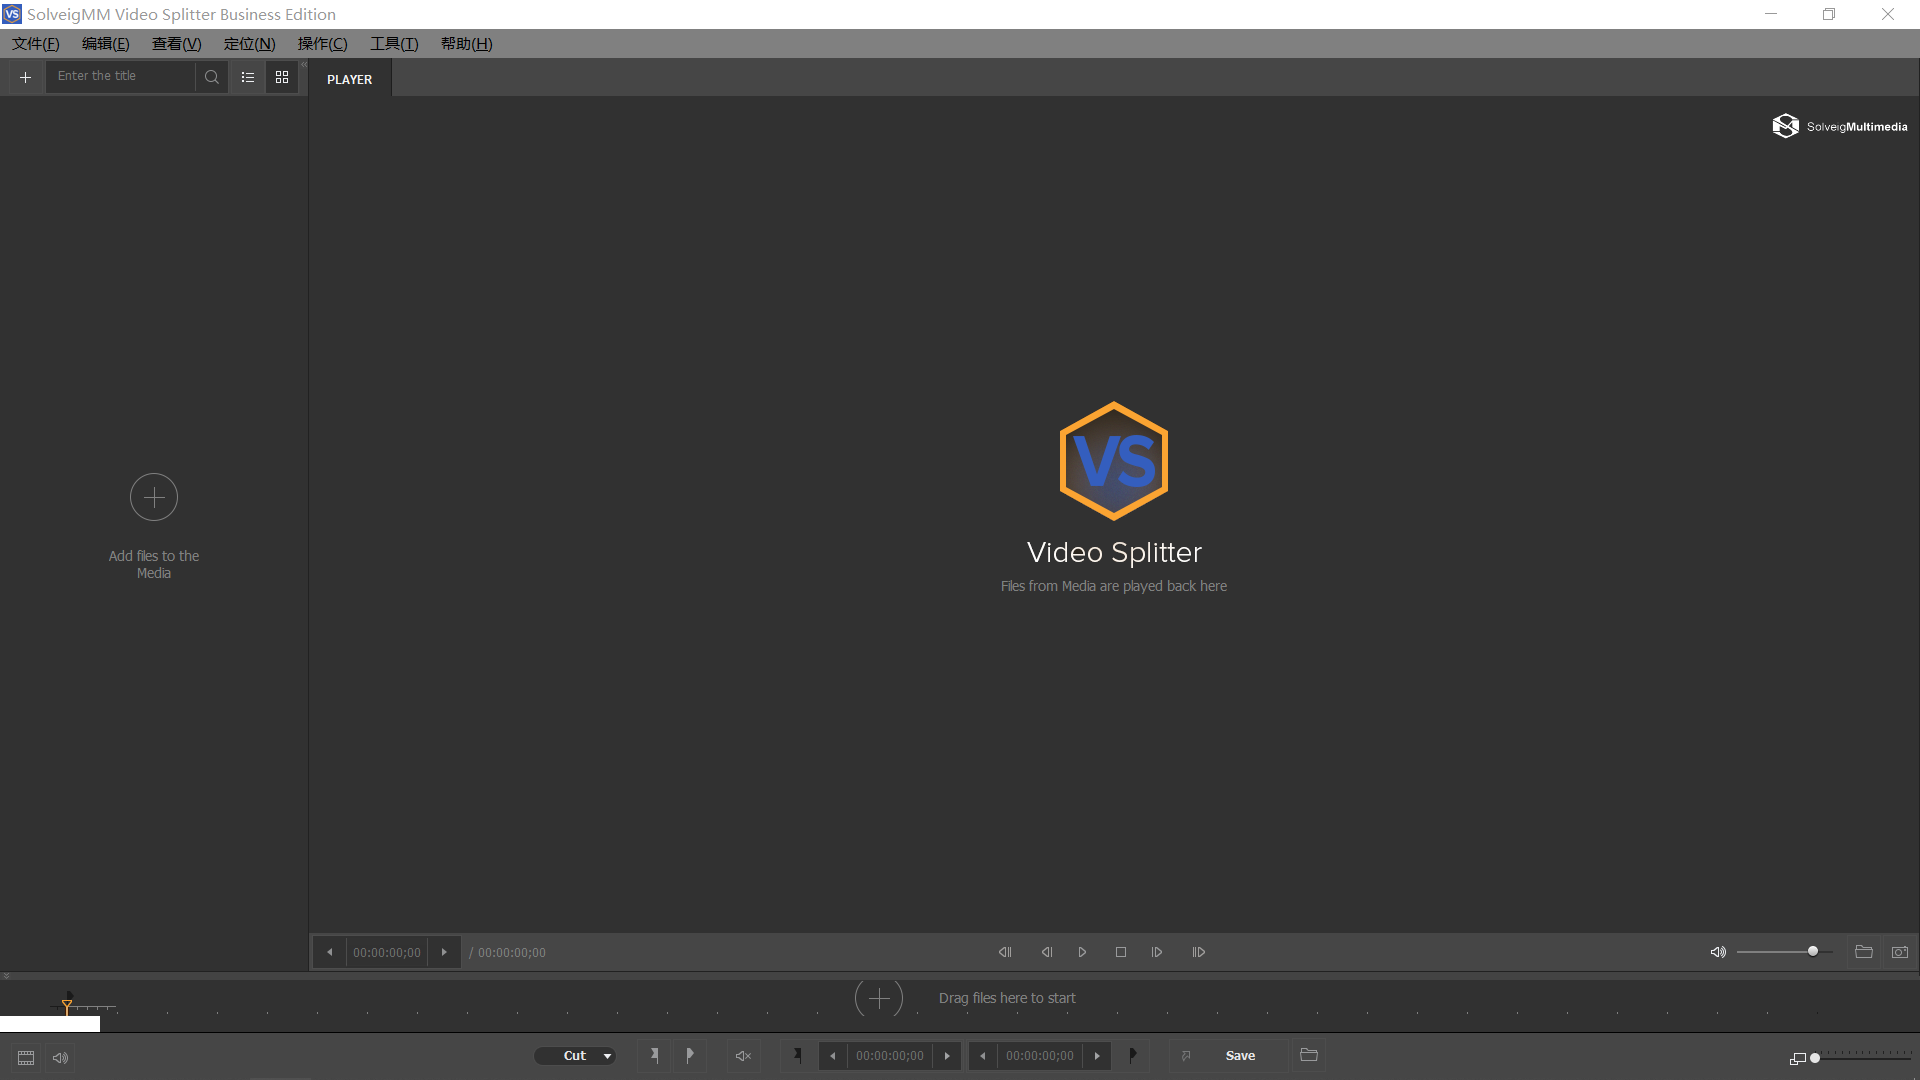 SolveigMM Video Splitter Business Edition
文件(F) 编辑(E) 查看(V) 定位(N) 操作(C) 工具(T) 帮助(H)
Enter the title
PLAYER
SolveigMultimedia
VS
Video Splitter
Files from Media are played back here
Add files to the
Media
00:00:00;00 / 00:00:00;00
Drag files here to start
Cut 00:00:00;00 00:00:00;00 Save